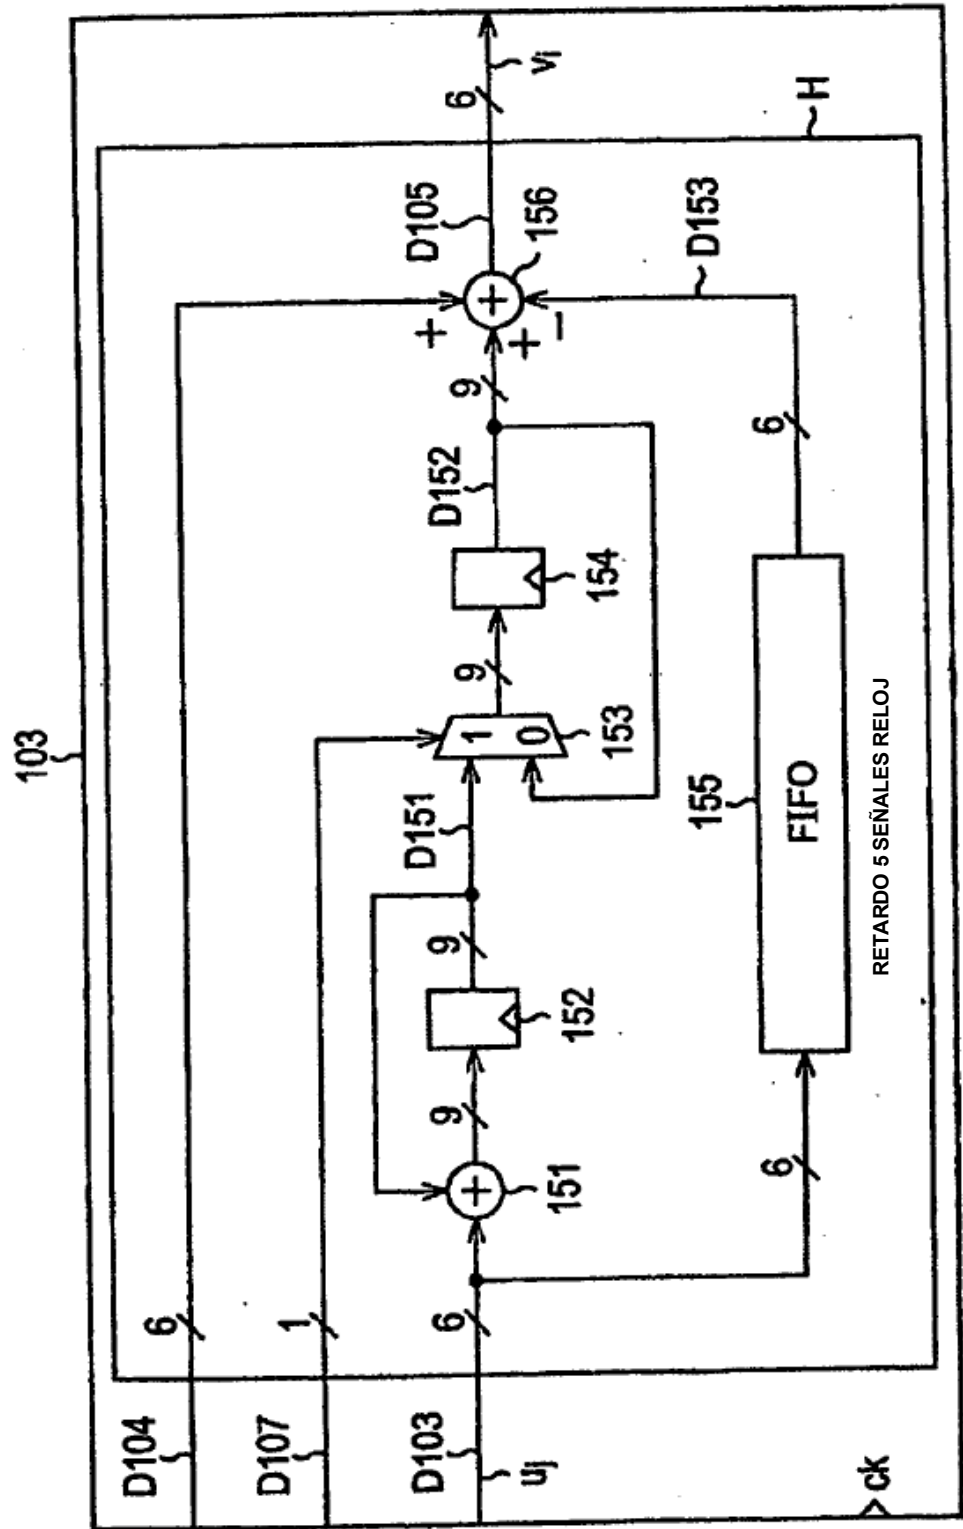 103
D104
6
D107
1
D103
uj
6
ck
151
9
152
9
D151
1
0
153
9
154
D152
9
+
+
+
−
156
D105
6
vi
H
D153
6
155
FIFO
RETARDO 5 SEÑALES RELOJ
6
+